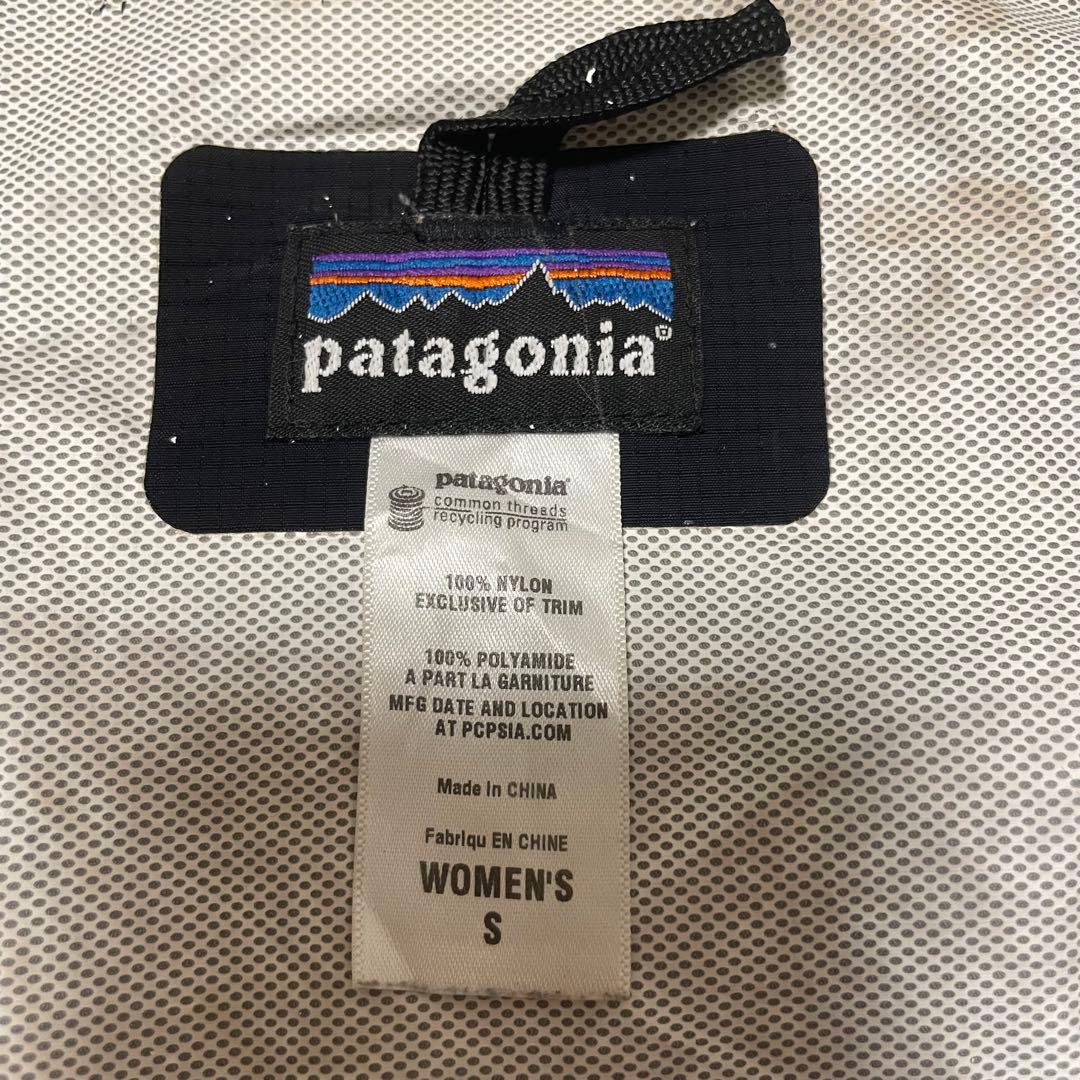 patagonia®
patagonia®
common threads
recycling program
100% NYLON
EXCLUSIVE OF TRIM
100% POLYAMIDE
A PART LA GARNITURE
MFG DATE AND LOCATION
AT PCPSIA.COM
Made In CHINA
Fabriqu EN CHINE
WOMEN'S
S